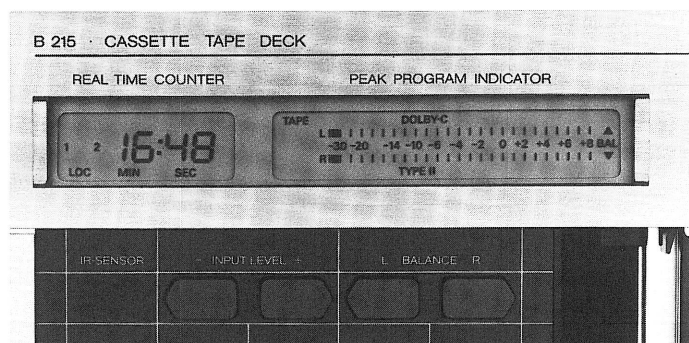 B 215 · CASSETTE TAPE DECK
REAL TIME COUNTER
PEAK PROGRAM INDICATOR
1 2 16:48
LOC MIN SEC
TAPE DOLBY·C
L
-30 -20 -14 -10 -6 -4 -2 0 +2 +4 +6 +8 BAL
R
TYPE II
IR-SENSOR - INPUT LEVEL + L BALANCE R